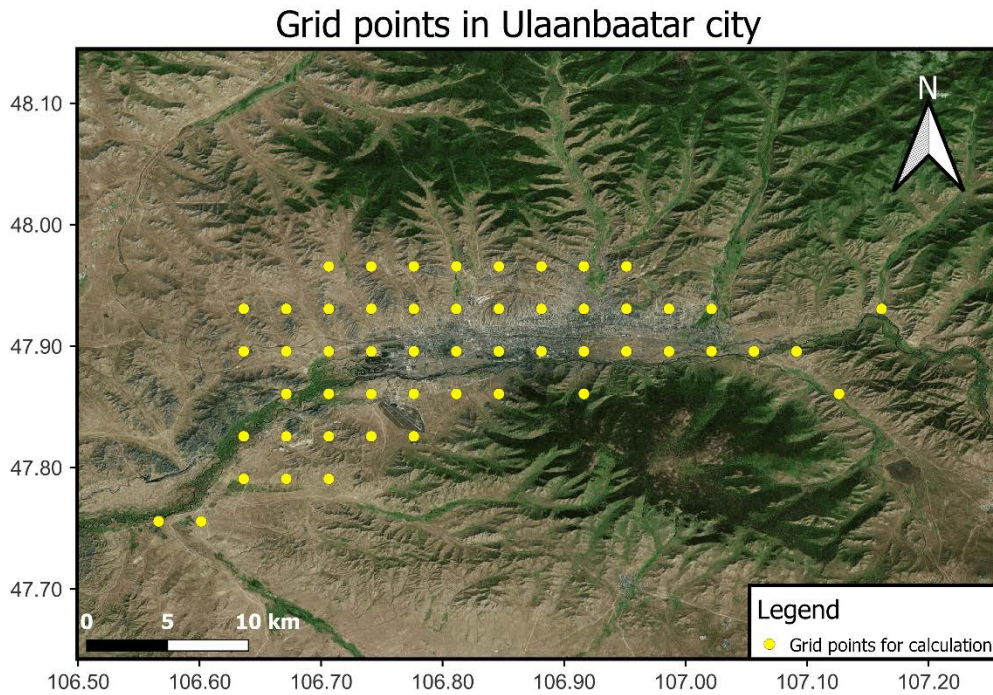 Grid points in Ulaanbaatar city
N
48.10
48.00
47.90
47.80
47.70
0 5 10 km
Legend
Grid points for calculation
106.50 106.60 106.70 106.80 106.90 107.00 107.10 107.20